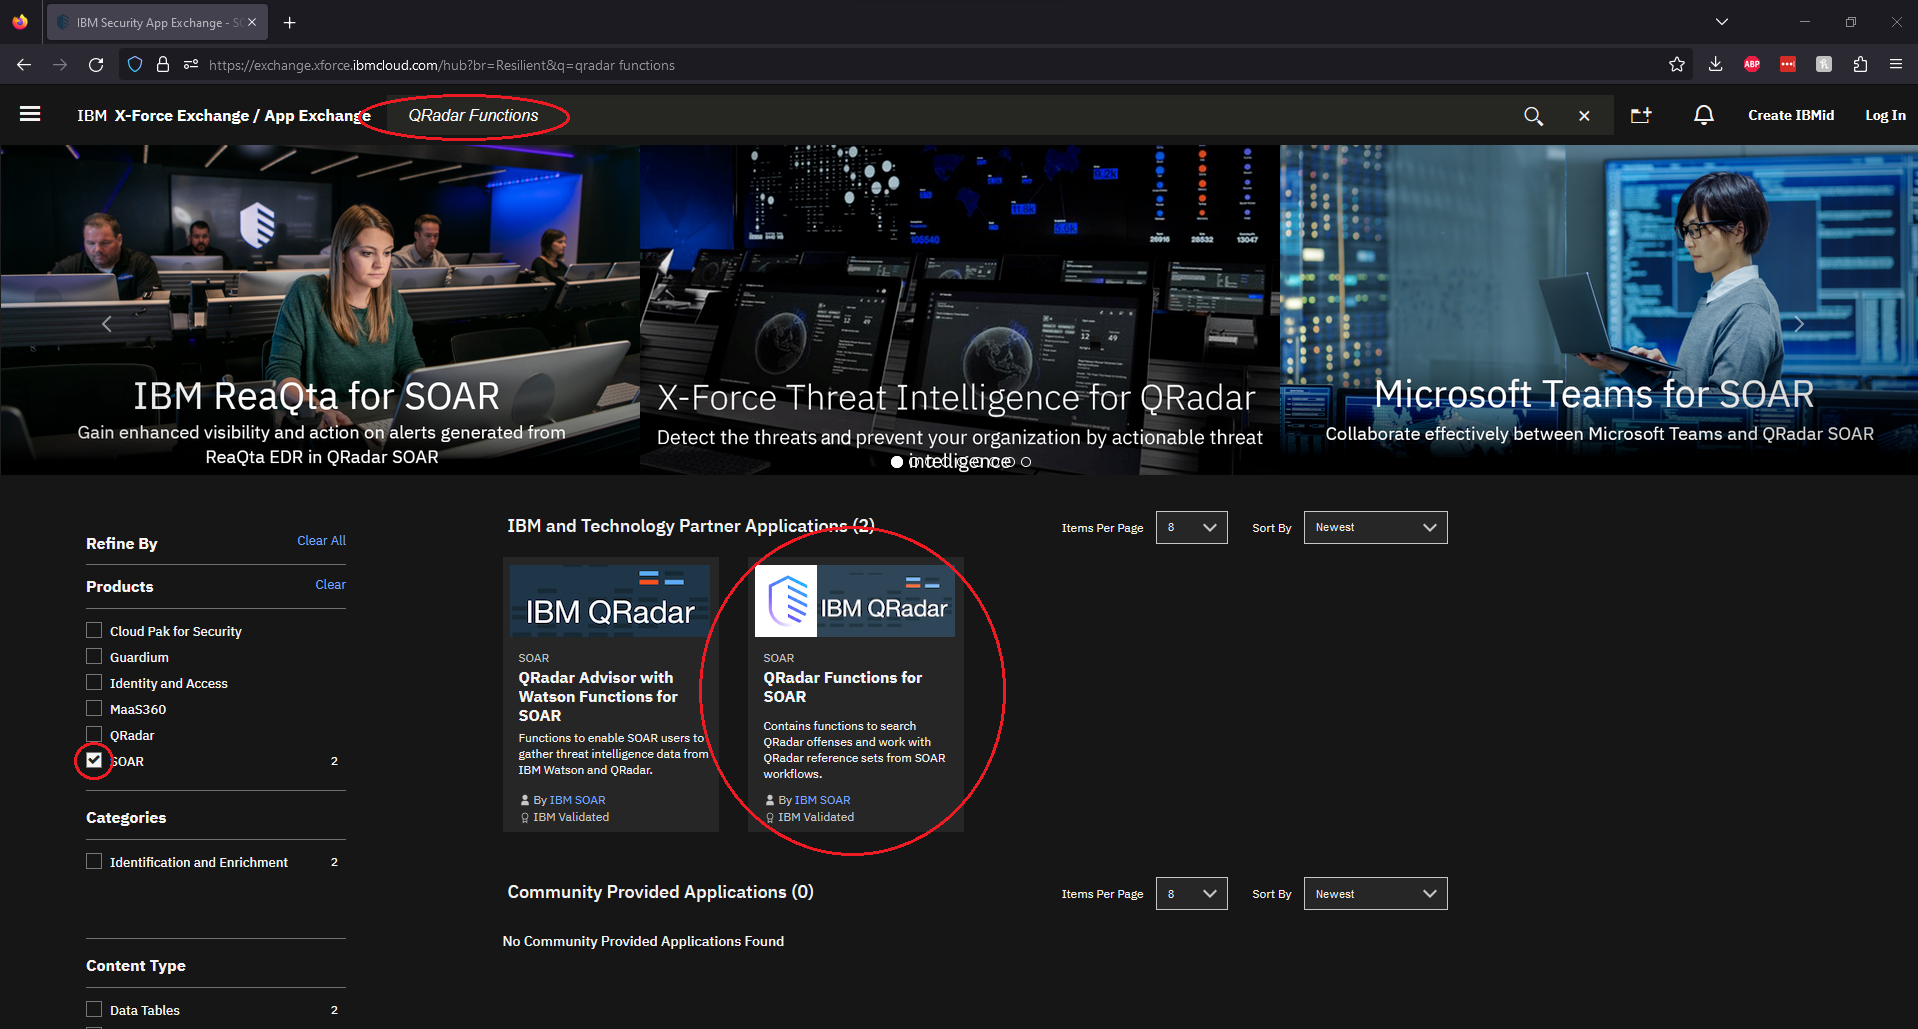 IBM Security App Exchange - SC
https://exchange.xforce.ibmcloud.com/hub?br=Resilient&q=qradar functions
ABP
IBM X-Force Exchange / App Exchange
QRadar Functions
Create IBMid
Log In
IBM ReaQta for SOAR
Gain enhanced visibility and action on alerts generated from
ReaQta EDR in QRadar SOAR
105540
26916
28532
13047
12
49
X-Force Threat Intelligence for QRadar
Detect the threats and prevent your organization by actionable threat
intelligence
Microsoft Teams for SOAR
Collaborate effectively between Microsoft Teams and QRadar SOAR
Refine By
Clear All
Products
Clear
Cloud Pak for Security
Guardium
Identity and Access
MaaS360
QRadar
SOAR 2
Categories
Identification and Enrichment 2
Content Type
Data Tables 2
IBM and Technology Partner Applications (2)
Items Per Page 8
Sort By Newest
IBM QRadar
SOAR
QRadar Advisor with
Watson Functions for
SOAR
Functions to enable SOAR users to
gather threat intelligence data from
IBM Watson and QRadar.
By IBM SOAR
IBM Validated
IBM QRadar
SOAR
QRadar Functions for
SOAR
Contains functions to search
QRadar offenses and work with
QRadar reference sets from SOAR
workflows.
By IBM SOAR
IBM Validated
Community Provided Applications (0)
Items Per Page 8
Sort By Newest
No Community Provided Applications Found